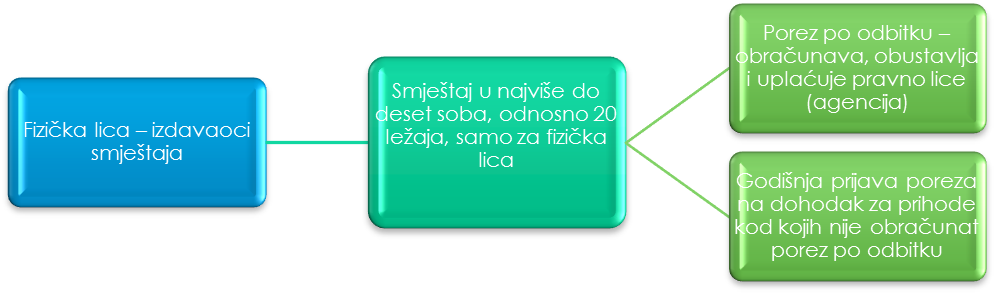 Fizička lica – izdavaoci
smještaja
Smještaj u najviše do
deset soba, odnosno 20
ležaja, samo za fizička
lica
Porez po odbitku –
obračunava, obustavlja
i uplaćuje pravno lice
(agencija)
Godišnja prijava poreza
na dohodak za prihode
kod kojih nije obračunat
porez po odbitku